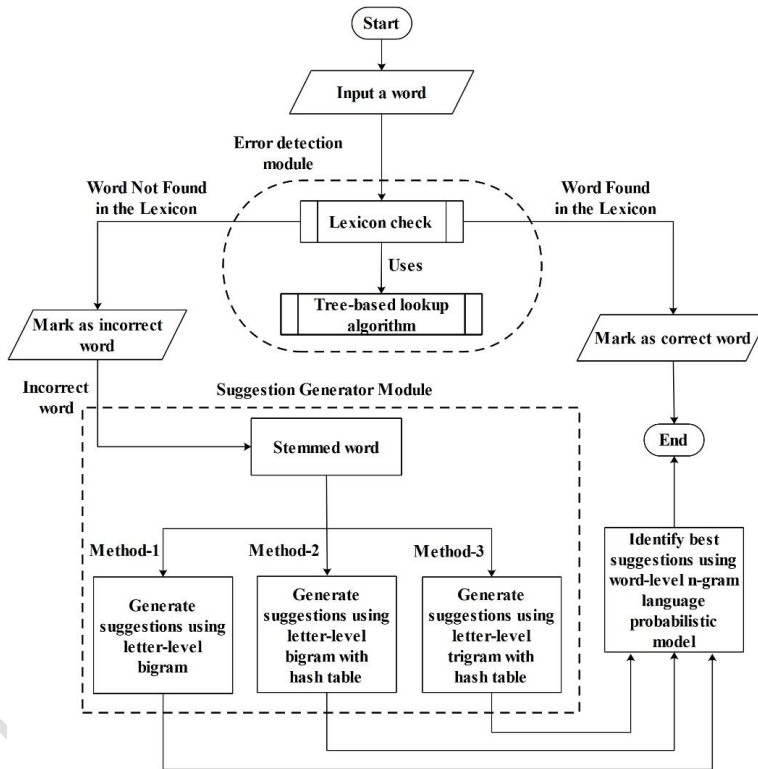 Start
Input a word
Error detection
module
Word Not Found
in the Lexicon
Word Found
in the Lexicon
Lexicon check
Uses
Tree-based lookup
algorithm
Mark as incorrect
word
Mark as correct word
Incorrect
word
Suggestion Generator Module
Stemmed word
End
Method-1
Method-2
Method-3
Generate
suggestions using
letter-level
bigram
Generate
suggestions using
letter-level
bigram with
hash table
Generate
suggestions using
letter-level
trigram with
hash table
Identify best
suggestions using
word-level n-gram
language
probabilistic
model